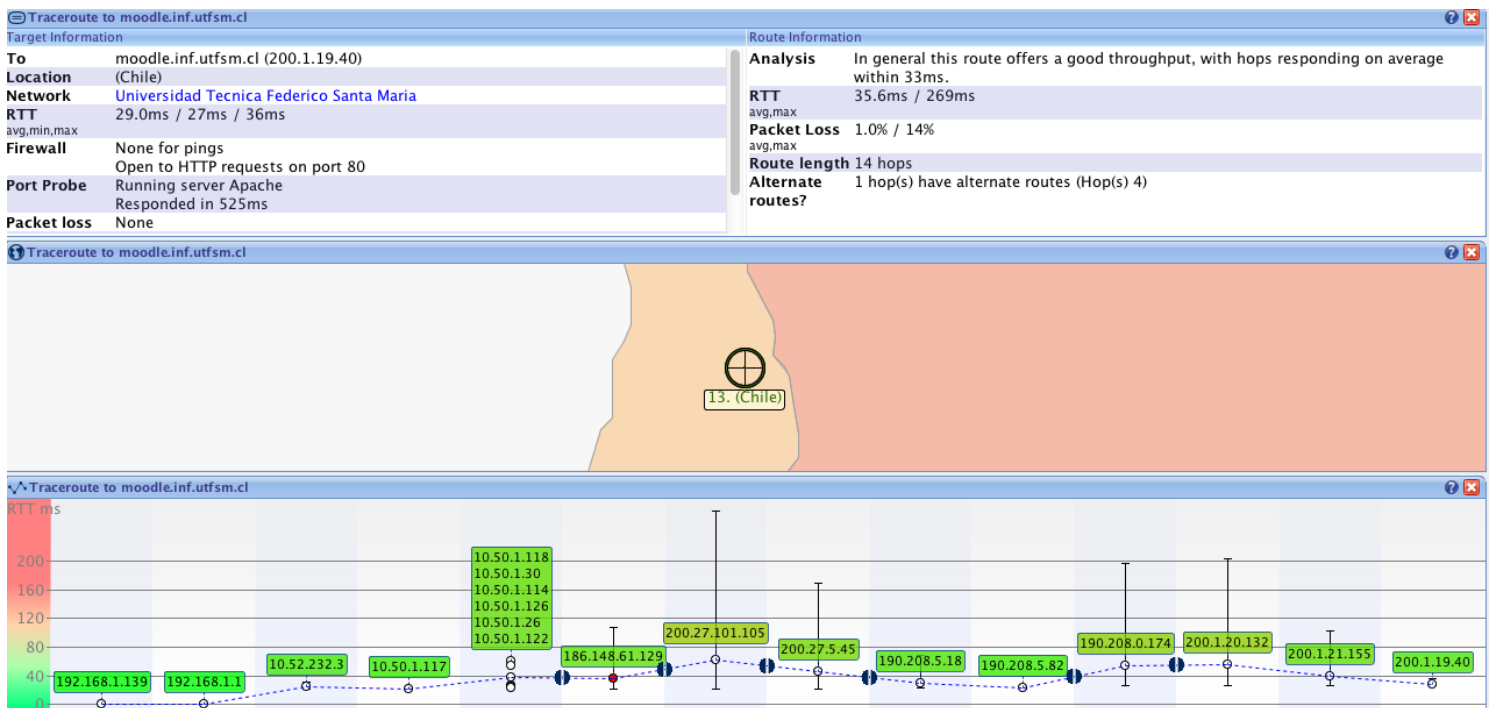 Traceroute to moodle.inf.utfsm.cl
Target Information
To moodle.inf.utfsm.cl (200.1.19.40)
Location (Chile)
Network Universidad Tecnica Federico Santa Maria
RTT 29.0ms / 27ms / 36ms
avg,min,max
Firewall None for pings
Open to HTTP requests on port 80
Port Probe Running server Apache
Responded in 525ms
Packet loss None
Route Information
Analysis In general this route offers a good throughput, with hops responding on average
within 33ms.
RTT 35.6ms / 269ms
avg,max
Packet Loss 1.0% / 14%
avg,max
Route length 14 hops
Alternate 1 hop(s) have alternate routes (Hop(s) 4)
routes?
Traceroute to moodle.inf.utfsm.cl
13. (Chile)
Traceroute to moodle.inf.utfsm.cl
RTT ms
200
160
120
80
40
0
192.168.1.139
192.168.1.1
10.52.232.3
10.50.1.117
10.50.1.118
10.50.1.30
10.50.1.114
10.50.1.126
10.50.1.26
10.50.1.122
186.148.61.129
200.27.101.105
200.27.5.45
190.208.5.18
190.208.5.82
190.208.0.174
200.1.20.132
200.1.21.155
200.1.19.40